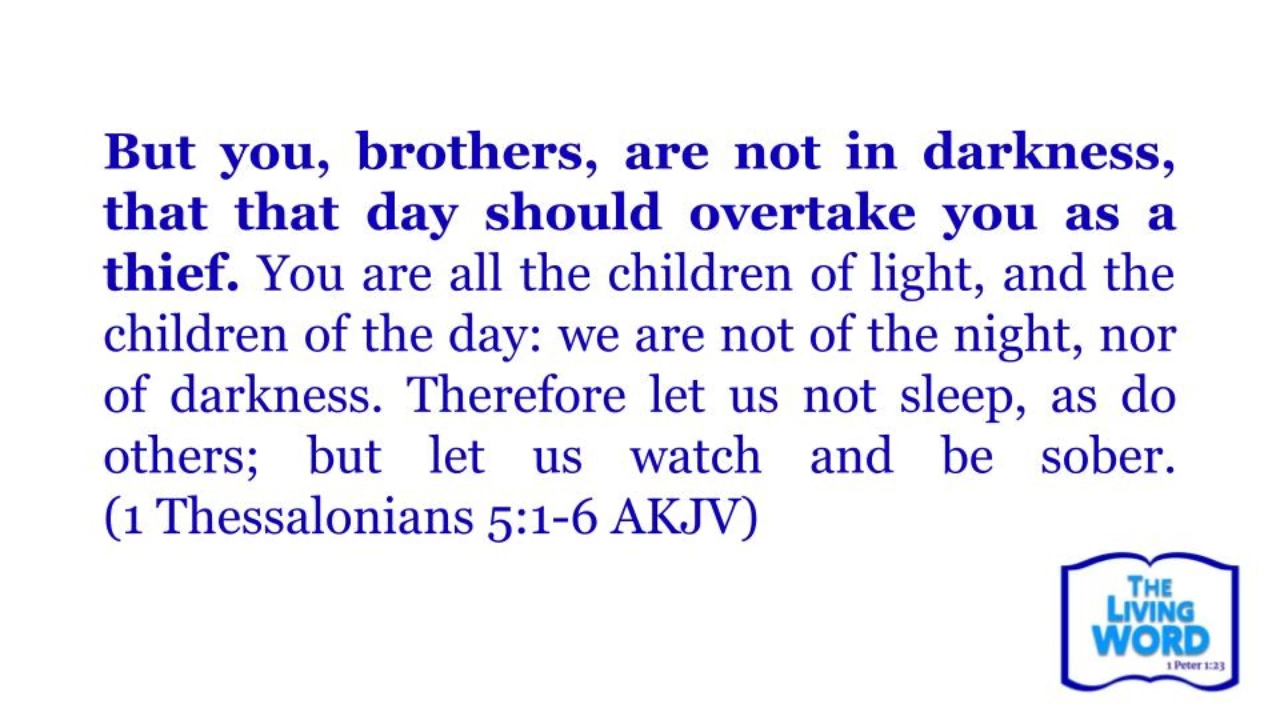 But you, brothers, are not in darkness,
that that day should overtake you as a
thief. You are all the children of light, and the
children of the day: we are not of the night, nor
of darkness. Therefore let us not sleep, as do
others; but let us watch and be sober.
(1 Thessalonians 5:1-6 AKJV)
THE
LIVING
WORD
1 Peter 1:23